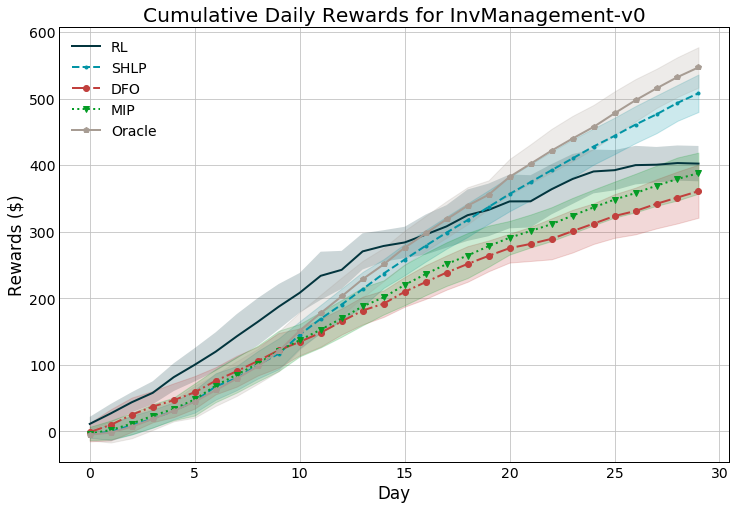 Cumulative Daily Rewards for InvManagement-v0
RL
SHLP
DFO
MIP
Oracle
Rewards ($)
600
500
400
300
200
100
0
0 5 10 15 20 25 30
Day